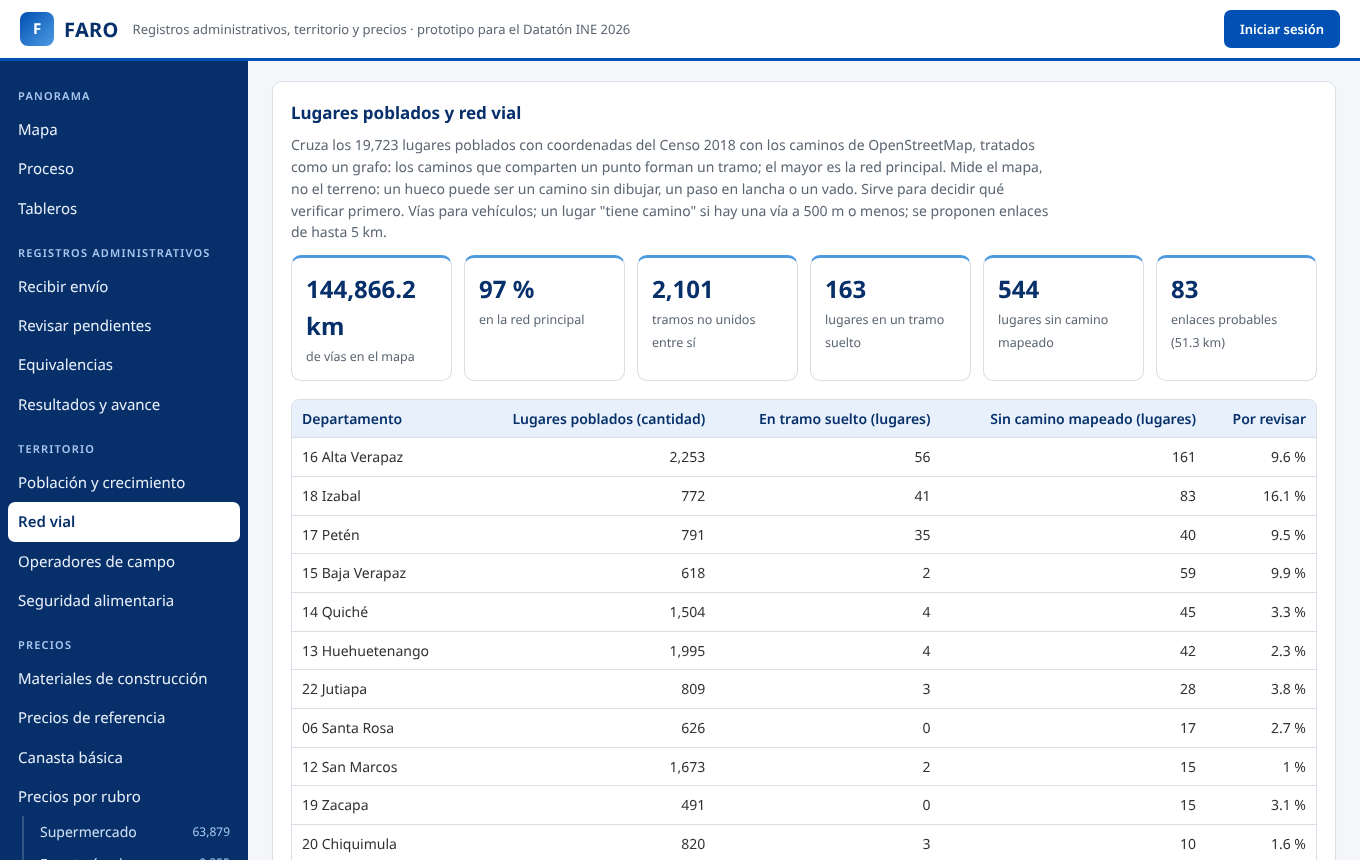 F FARO Registros administrativos, territorio y precios · prototipo para el Datatón INE 2026 Iniciar sesión
PANORAMA
Mapa
Proceso
Tableros
REGISTROS ADMINISTRATIVOS
Recibir envío
Revisar pendientes
Equivalencias
Resultados y avance
TERRITORIO
Población y crecimiento
Red vial
Operadores de campo
Seguridad alimentaria
PRECIOS
Materiales de construcción
Precios de referencia
Canasta básica
Precios por rubro
Supermercado 63,879
Lugares poblados y red vial
Cruza los 19,723 lugares poblados con coordenadas del Censo 2018 con los caminos de OpenStreetMap, tratados
como un grafo: los caminos que comparten un punto forman un tramo; el mayor es la red principal. Mide el mapa,
no el terreno: un hueco puede ser un camino sin dibujar, un paso en lancha o un vado. Sirve para decidir qué
verificar primero. Vías para vehículos; un lugar "tiene camino" si hay una vía a 500 m o menos; se proponen enlaces
de hasta 5 km.
144,866.2
km
de vías en el mapa
97 %
en la red principal
2,101
tramos no unidos
entre sí
163
lugares en un tramo
suelto
544
lugares sin camino
mapeado
83
enlaces probables
(51.3 km)
Departamento Lugares poblados (cantidad) En tramo suelto (lugares) Sin camino mapeado (lugares) Por revisar
16 Alta Verapaz 2,253 56 161 9.6 %
18 Izabal 772 41 83 16.1 %
17 Petén 791 35 40 9.5 %
15 Baja Verapaz 618 2 59 9.9 %
14 Quiché 1,504 4 45 3.3 %
13 Huehuetenango 1,995 4 42 2.3 %
22 Jutiapa 809 3 28 3.8 %
06 Santa Rosa 626 0 17 2.7 %
12 San Marcos 1,673 2 15 1 %
19 Zacapa 491 0 15 3.1 %
20 Chiquimula 820 3 10 1.6 %